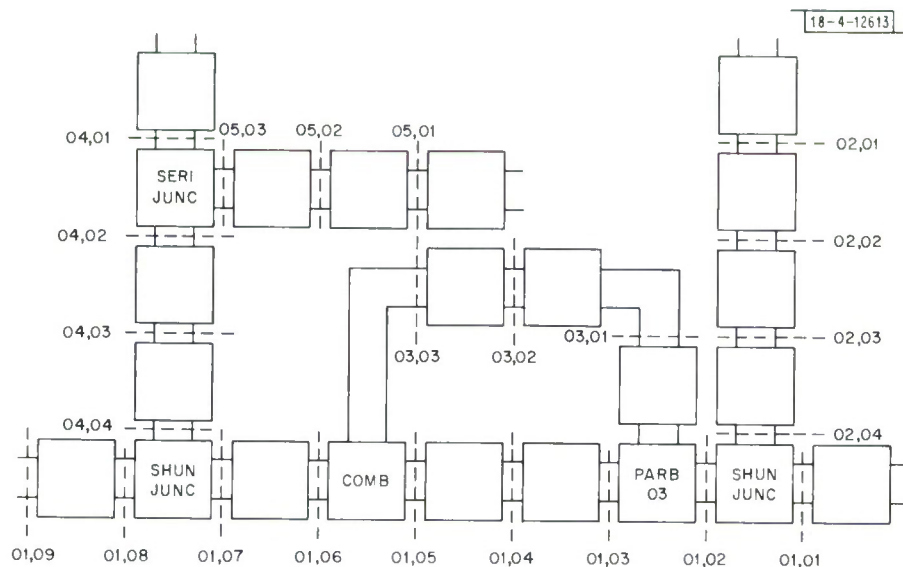 18-4-12613
05,03 05,02 05,01
04,01
02,01
SERI
JUNC
04,02
02,02
04,03
03,03 03,02
03,01
02,03
04,04
02,04
SHUN
JUNC
COMB
PARB
03
SHUN
JUNC
01,09 01,08 01,07 01,06 01,05 01,04 01,03 01,02 01,01